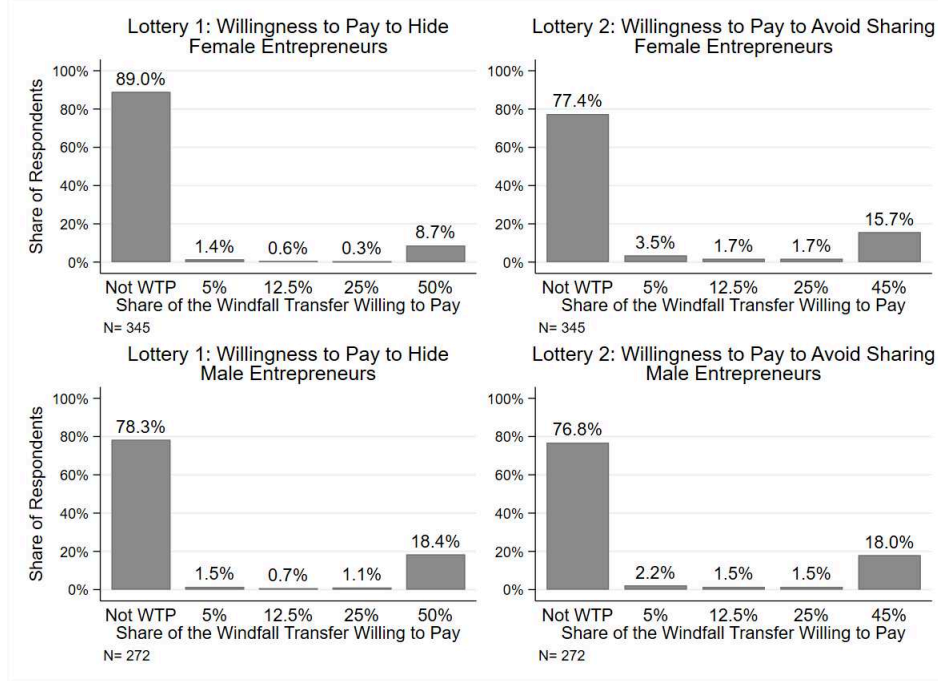 Lottery 1: Willingness to Pay to Hide
Female Entrepreneurs
Share of Respondents
100%
80%
60%
40%
20%
0%
89.0%
1.4%
0.6%
0.3%
8.7%
Not WTP 5% 12.5% 25% 50%
Share of the Windfall Transfer Willing to Pay
N= 345
Lottery 2: Willingness to Pay to Avoid Sharing
Female Entrepreneurs
100%
80%
60%
40%
20%
0%
77.4%
3.5%
1.7%
1.7%
15.7%
Not WTP 5% 12.5% 25% 45%
Share of the Windfall Transfer Willing to Pay
N= 345
Lottery 1: Willingness to Pay to Hide
Male Entrepreneurs
Share of Respondents
100%
80%
60%
40%
20%
0%
78.3%
1.5%
0.7%
1.1%
18.4%
Not WTP 5% 12.5% 25% 50%
Share of the Windfall Transfer Willing to Pay
N= 272
Lottery 2: Willingness to Pay to Avoid Sharing
Male Entrepreneurs
100%
80%
60%
40%
20%
0%
76.8%
2.2%
1.5%
1.5%
18.0%
Not WTP 5% 12.5% 25% 45%
Share of the Windfall Transfer Willing to Pay
N= 272